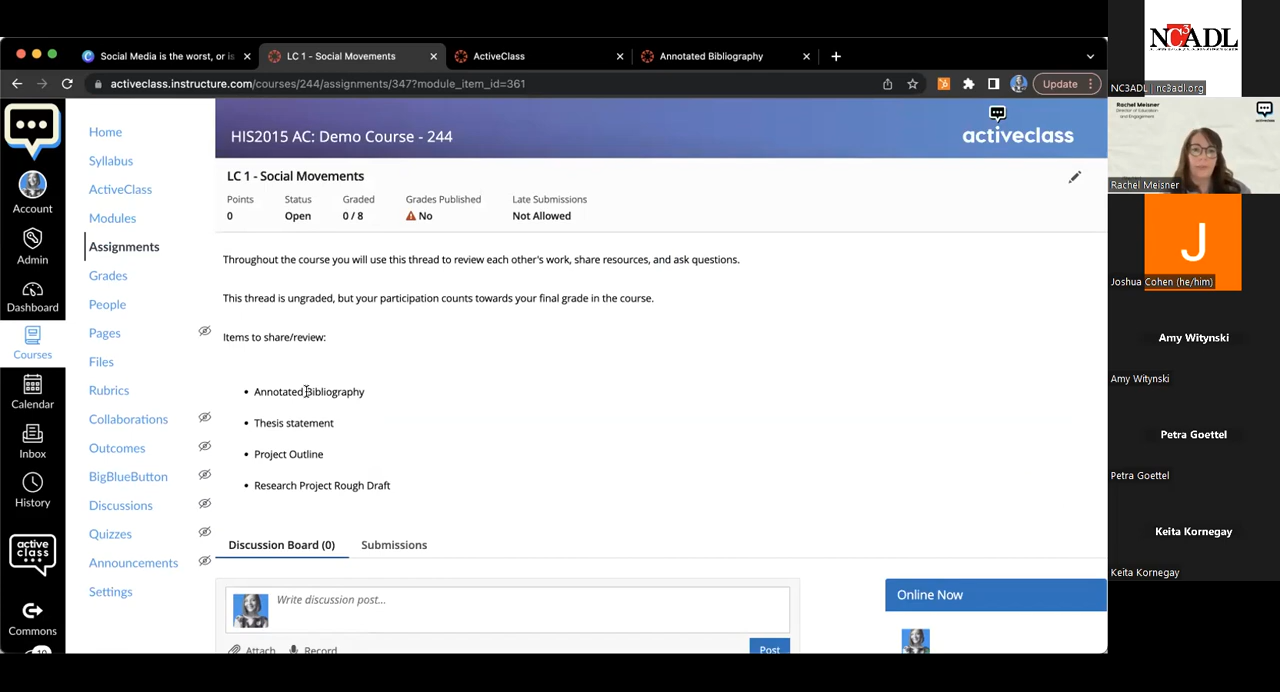 Social Media is the worst, or is
LC 1 - Social Movements
ActiveClass
Annotated Bibliography
activeclass.instructure.com/courses/244/assignments/347?module_item_id=361
Update
Account
Admin
Dashboard
Courses
Calendar
Inbox
History
active
class
Commons
Home
Syllabus
ActiveClass
Modules
Assignments
Grades
People
Pages
Files
Rubrics
Collaborations
Outcomes
BigBlueButton
Discussions
Quizzes
Announcements
Settings
HIS2015 AC: Demo Course - 244
activeclass
LC 1 - Social Movements
Points
0
Status
Open
Graded
0 / 8
Grades Published
No
Late Submissions
Not Allowed
Throughout the course you will use this thread to review each other's work, share resources, and ask questions.
This thread is ungraded, but your participation counts towards your final grade in the course.
Items to share/review:
• Annotated Bibliography
• Thesis statement
• Project Outline
• Research Project Rough Draft
Discussion Board (0)
Submissions
Write discussion post...
Attach
Record
Post
Online Now
NC3ADL
NC3ADL | nc3adl.org
Rachel Meisner
Director of Education
and Engagement
activeclass
Rachel Meisner
J
Joshua Cohen (he/him)
Amy Witynski
Amy Witynski
Petra Goettel
Petra Goettel
Keita Kornegay
Keita Kornegay